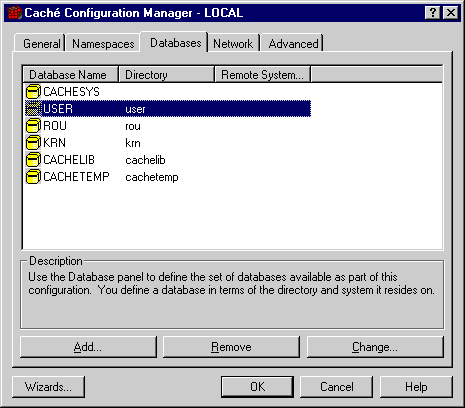 Caché Configuration Manager - LOCAL
General Namespaces Databases Network Advanced
Database Name Directory Remote System...
CACHESYS
USER user
ROU rou
KRN krn
CACHELIB cachelib
CACHETEMP cachetemp
Description
Use the Database panel to define the set of databases available as part of this
configuration. You define a database in terms of the directory and system it resides on.
Add... Remove Change...
Wizards... OK Cancel Help